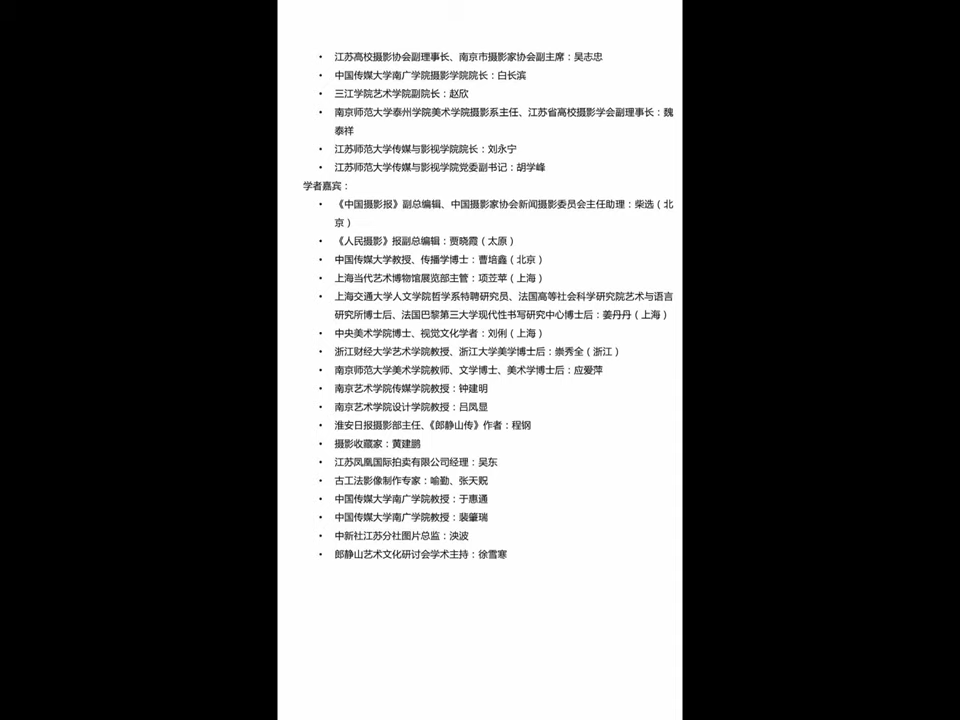 • 江苏高校摄影协会副理事长、南京市摄影家协会副主席：吴志忠
• 中国传媒大学南广学院摄影学院院长：白长滨
• 三江学院艺术学院副院长：赵欣
• 南京师范大学泰州学院美术学院摄影系主任、江苏省高校摄影学会副理事长：魏
泰祥
• 江苏师范大学传媒与影视学院院长：刘永宁
• 江苏师范大学传媒与影视学院党委副书记：胡学峰
学者嘉宾：
• 《中国摄影报》副总编辑、中国摄影家协会新闻摄影委员会主任助理：柴选（北
京）
• 《人民摄影》报副总编辑：贾晓霞（太原）
• 中国传媒大学教授、传播学博士：曹培鑫（北京）
• 上海当代艺术博物馆展览部主管：项苙苹（上海）
• 上海交通大学人文学院哲学系特聘研究员、法国高等社会科学研究院艺术与语言
研究所博士后、法国巴黎第三大学现代性书写研究中心博士后：姜丹丹（上海）
• 中央美术学院博士、视觉文化学者：刘俐（上海）
• 浙江财经大学艺术学院教授、浙江大学美学博士后：崇秀全（浙江）
• 南京师范大学美术学院教师、文学博士、美术学博士后：应爱萍
• 南京艺术学院传媒学院教授：钟建明
• 南京艺术学院设计学院教授：吕凤显
• 淮安日报摄影部主任、《郎静山传》作者：程钢
• 摄影收藏家：黄建鹏
• 江苏凤凰国际拍卖有限公司经理：吴东
• 古工法影像制作专家：喻勤、张天贶
• 中国传媒大学南广学院教授：于惠通
• 中国传媒大学南广学院教授：裴肇瑞
• 中新社江苏分社图片总监：泱波
• 郎静山艺术文化研讨会学术主持：徐雪寒